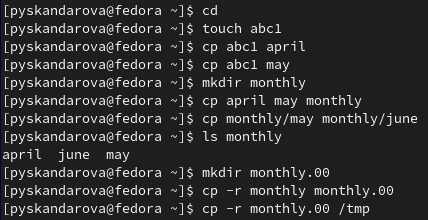 [pyskandarova@fedora ~]$ cd
[pyskandarova@fedora ~]$ touch abc1
[pyskandarova@fedora ~]$ cp abc1 april
[pyskandarova@fedora ~]$ cp abc1 may
[pyskandarova@fedora ~]$ mkdir monthly
[pyskandarova@fedora ~]$ cp april may monthly
[pyskandarova@fedora ~]$ cp monthly/may monthly/june
[pyskandarova@fedora ~]$ ls monthly
april  june  may
[pyskandarova@fedora ~]$ mkdir monthly.00
[pyskandarova@fedora ~]$ cp -r monthly monthly.00
[pyskandarova@fedora ~]$ cp -r monthly.00 /tmp